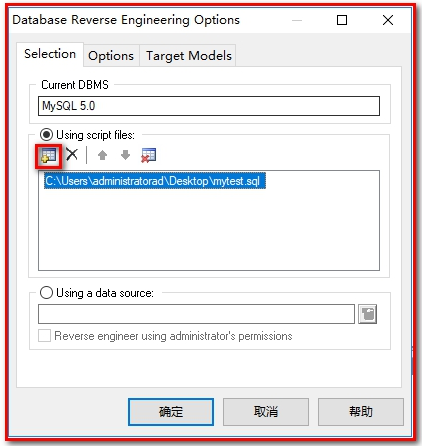 Database Reverse Engineering Options
Selection Options Target Models
Current DBMS
MySQL 5.0
Using script files:
C:\Users\administratorad\Desktop\mytest.sql
Using a data source:
Reverse engineer using administrator's permissions
确定 取消 帮助